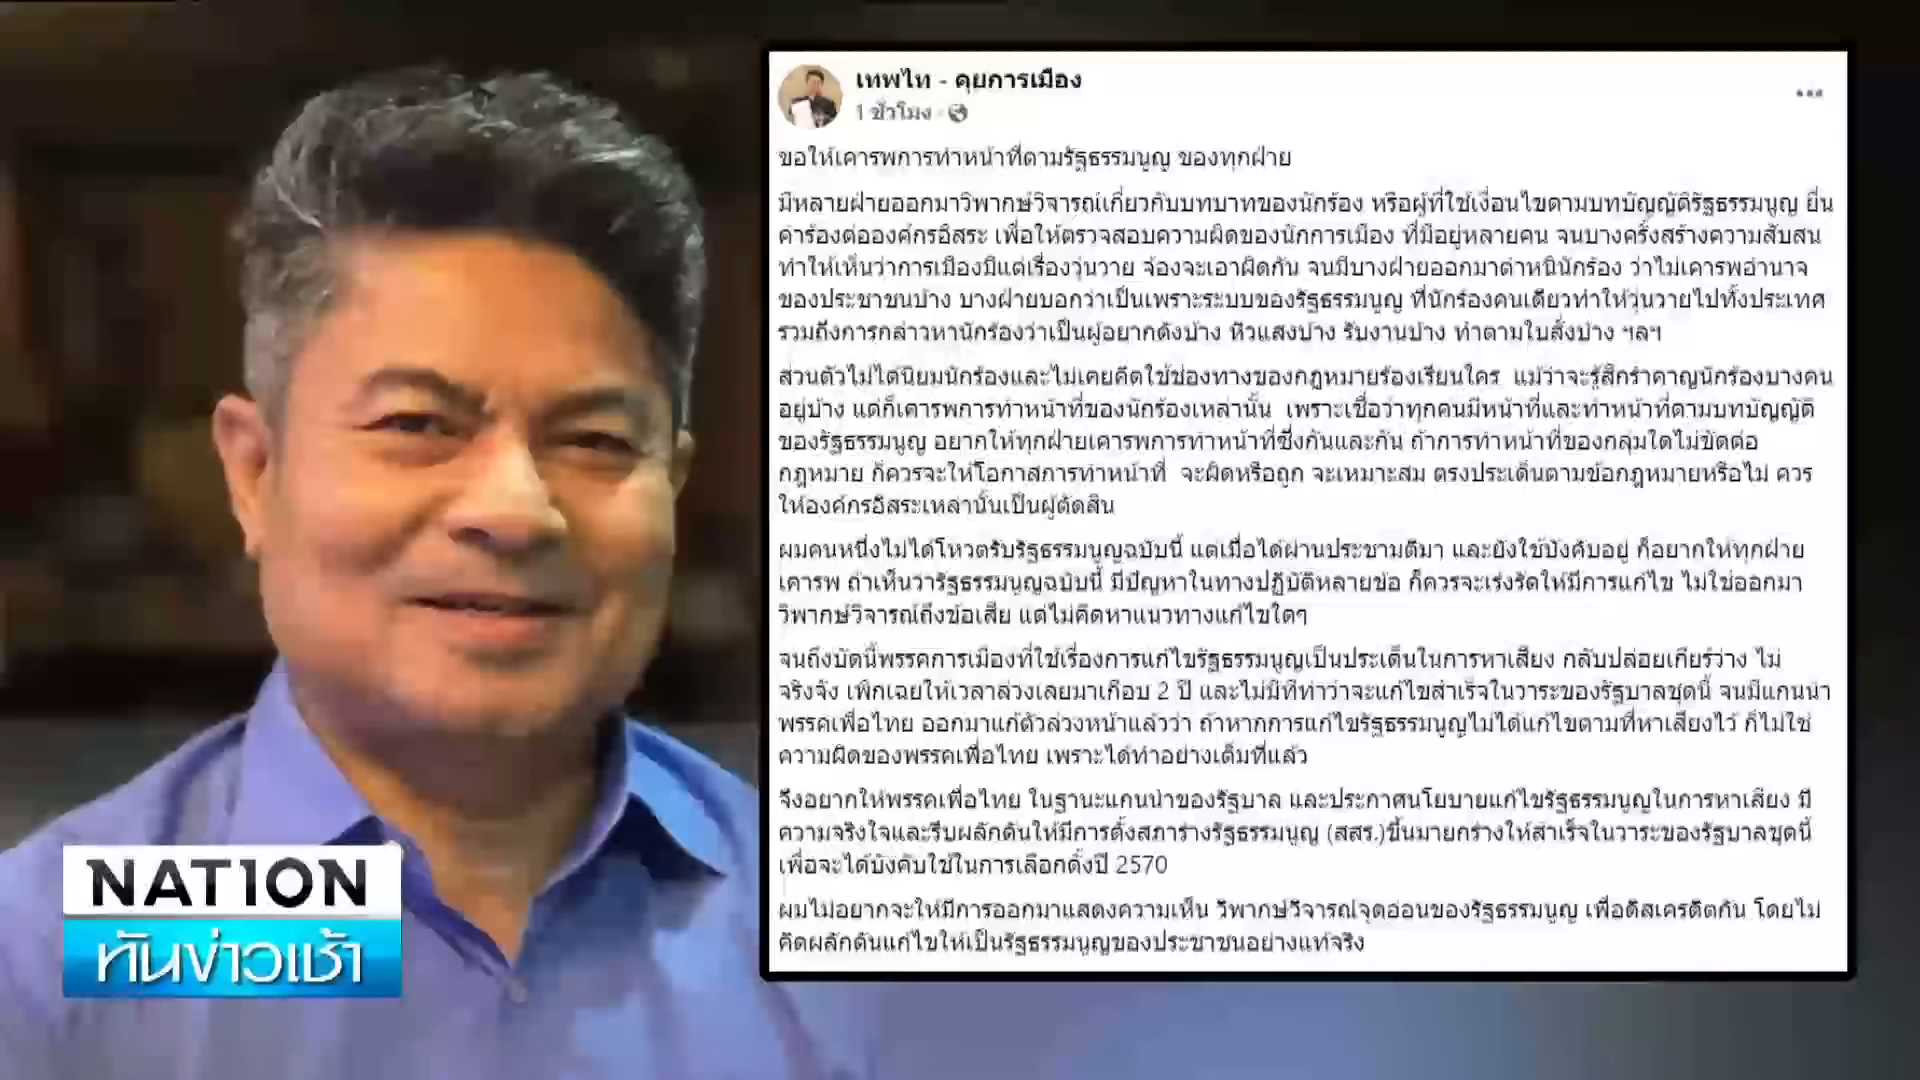 เทพไท - คุยการเมือง
1 ชั่วโมง
ขอให้เคารพการทำหน้าที่ตามรัฐธรรมนูญ ของทุกฝ่าย
มีหลายฝ่ายออกมาวิพากษ์วิจารณ์เกี่ยวกับบทบาทของนักร้อง หรือผู้ที่ใช้เงื่อนไขตามบทบัญญัติรัฐธรรมนูญ ยื่น
คำร้องต่อองค์กรอิสระ เพื่อให้ตรวจสอบความผิดของนักการเมือง ที่มีอยู่หลายคน จนบางครั้งสร้างความสับสน
ทำให้เห็นว่าการเมืองมีแต่เรื่องวุ่นวาย จ้องจะเอาผิดกัน จนมีบางฝ่ายออกมาตำหนินักร้อง ว่าไม่เคารพอำนาจ
ของประชาชนบ้าง บางฝ่ายบอกว่าเป็นเพราะระบบของรัฐธรรมนูญ ที่นักร้องคนเดียวทำให้วุ่นวายไปทั้งประเทศ
รวมถึงการกล่าวหานักร้องว่าเป็นผู้อยากดังบ้าง หิวแสงบ้าง รับงานบ้าง ทำตามใบสั่งบ้าง ฯลฯ
ส่วนตัวไม่ได้นิยมนักร้องและไม่เคยคิดใช้ช่องทางของกฎหมายร้องเรียนใคร แม้ว่าจะรู้สึกรำคาญนักร้องบางคน
อยู่บ้าง แต่ก็เคารพการทำหน้าที่ของนักร้องเหล่านั้น เพราะเชื่อว่าทุกคนมีหน้าที่และทำหน้าที่ตามบทบัญญัติ
ของรัฐธรรมนูญ อยากให้ทุกฝ่ายเคารพการทำหน้าที่ซึ่งกันและกัน ถ้าการทำหน้าที่ของกลุ่มใดไม่ขัดต่อ
กฎหมาย ก็ควรจะให้โอกาสการทำหน้าที่ จะผิดหรือถูก จะเหมาะสม ตรงประเด็นตามข้อกฎหมายหรือไม่ ควร
ให้องค์กรอิสระเหล่านั้นเป็นผู้ตัดสิน
ผมคนหนึ่งไม่ได้โหวตรับรัฐธรรมนูญฉบับนี้ แต่เมื่อได้ผ่านประชามติมา และยังใช้บังคับอยู่ ก็อยากให้ทุกฝ่าย
เคารพ ถ้าเห็นว่ารัฐธรรมนูญฉบับนี้ มีปัญหาในทางปฏิบัติหลายข้อ ก็ควรจะเร่งรัดให้มีการแก้ไข ไม่ใช่ออกมา
วิพากษ์วิจารณ์ถึงข้อเสีย แต่ไม่คิดหาแนวทางแก้ไขใดๆ
จนถึงบัดนี้พรรคการเมืองที่ใช้เรื่องการแก้ไขรัฐธรรมนูญเป็นประเด็นในการหาเสียง กลับปล่อยเกียร์ว่าง ไม่
จริงจัง เพิกเฉยให้เวลาล่วงเลยมาเกือบ 2 ปี และไม่มีทีท่าว่าจะแก้ไขสำเร็จในวาระของรัฐบาลชุดนี้ จนมีแกนนำ
พรรคเพื่อไทย ออกมาแก้ตัวล่วงหน้าแล้วว่า ถ้าหากการแก้ไขรัฐธรรมนูญไม่ได้แก้ไขตามที่หาเสียงไว้ ก็ไม่ใช่
ความผิดของพรรคเพื่อไทย เพราะได้ทำอย่างเต็มที่แล้ว
จึงอยากให้พรรคเพื่อไทย ในฐานะแกนนำของรัฐบาล และประกาศนโยบายแก้ไขรัฐธรรมนูญในการหาเสียง มี
ความจริงใจและรีบผลักดันให้มีการตั้งสภาร่างรัฐธรรมนูญ (สสร.)ขึ้นมายกร่างให้สำเร็จในวาระของรัฐบาลชุดนี้
เพื่อจะได้บังคับใช้ในการเลือกตั้งปี 2570
ผมไม่อยากจะให้มีการออกมาแสดงความเห็น วิพากษ์วิจารณ์จุดอ่อนของรัฐธรรมนูญ เพื่อดิสเครดิตกัน โดยไม่
คิดผลักดันแก้ไขให้เป็นรัฐธรรมนูญของประชาชนอย่างแท้จริง
NATION
ทันข่าวเช้า